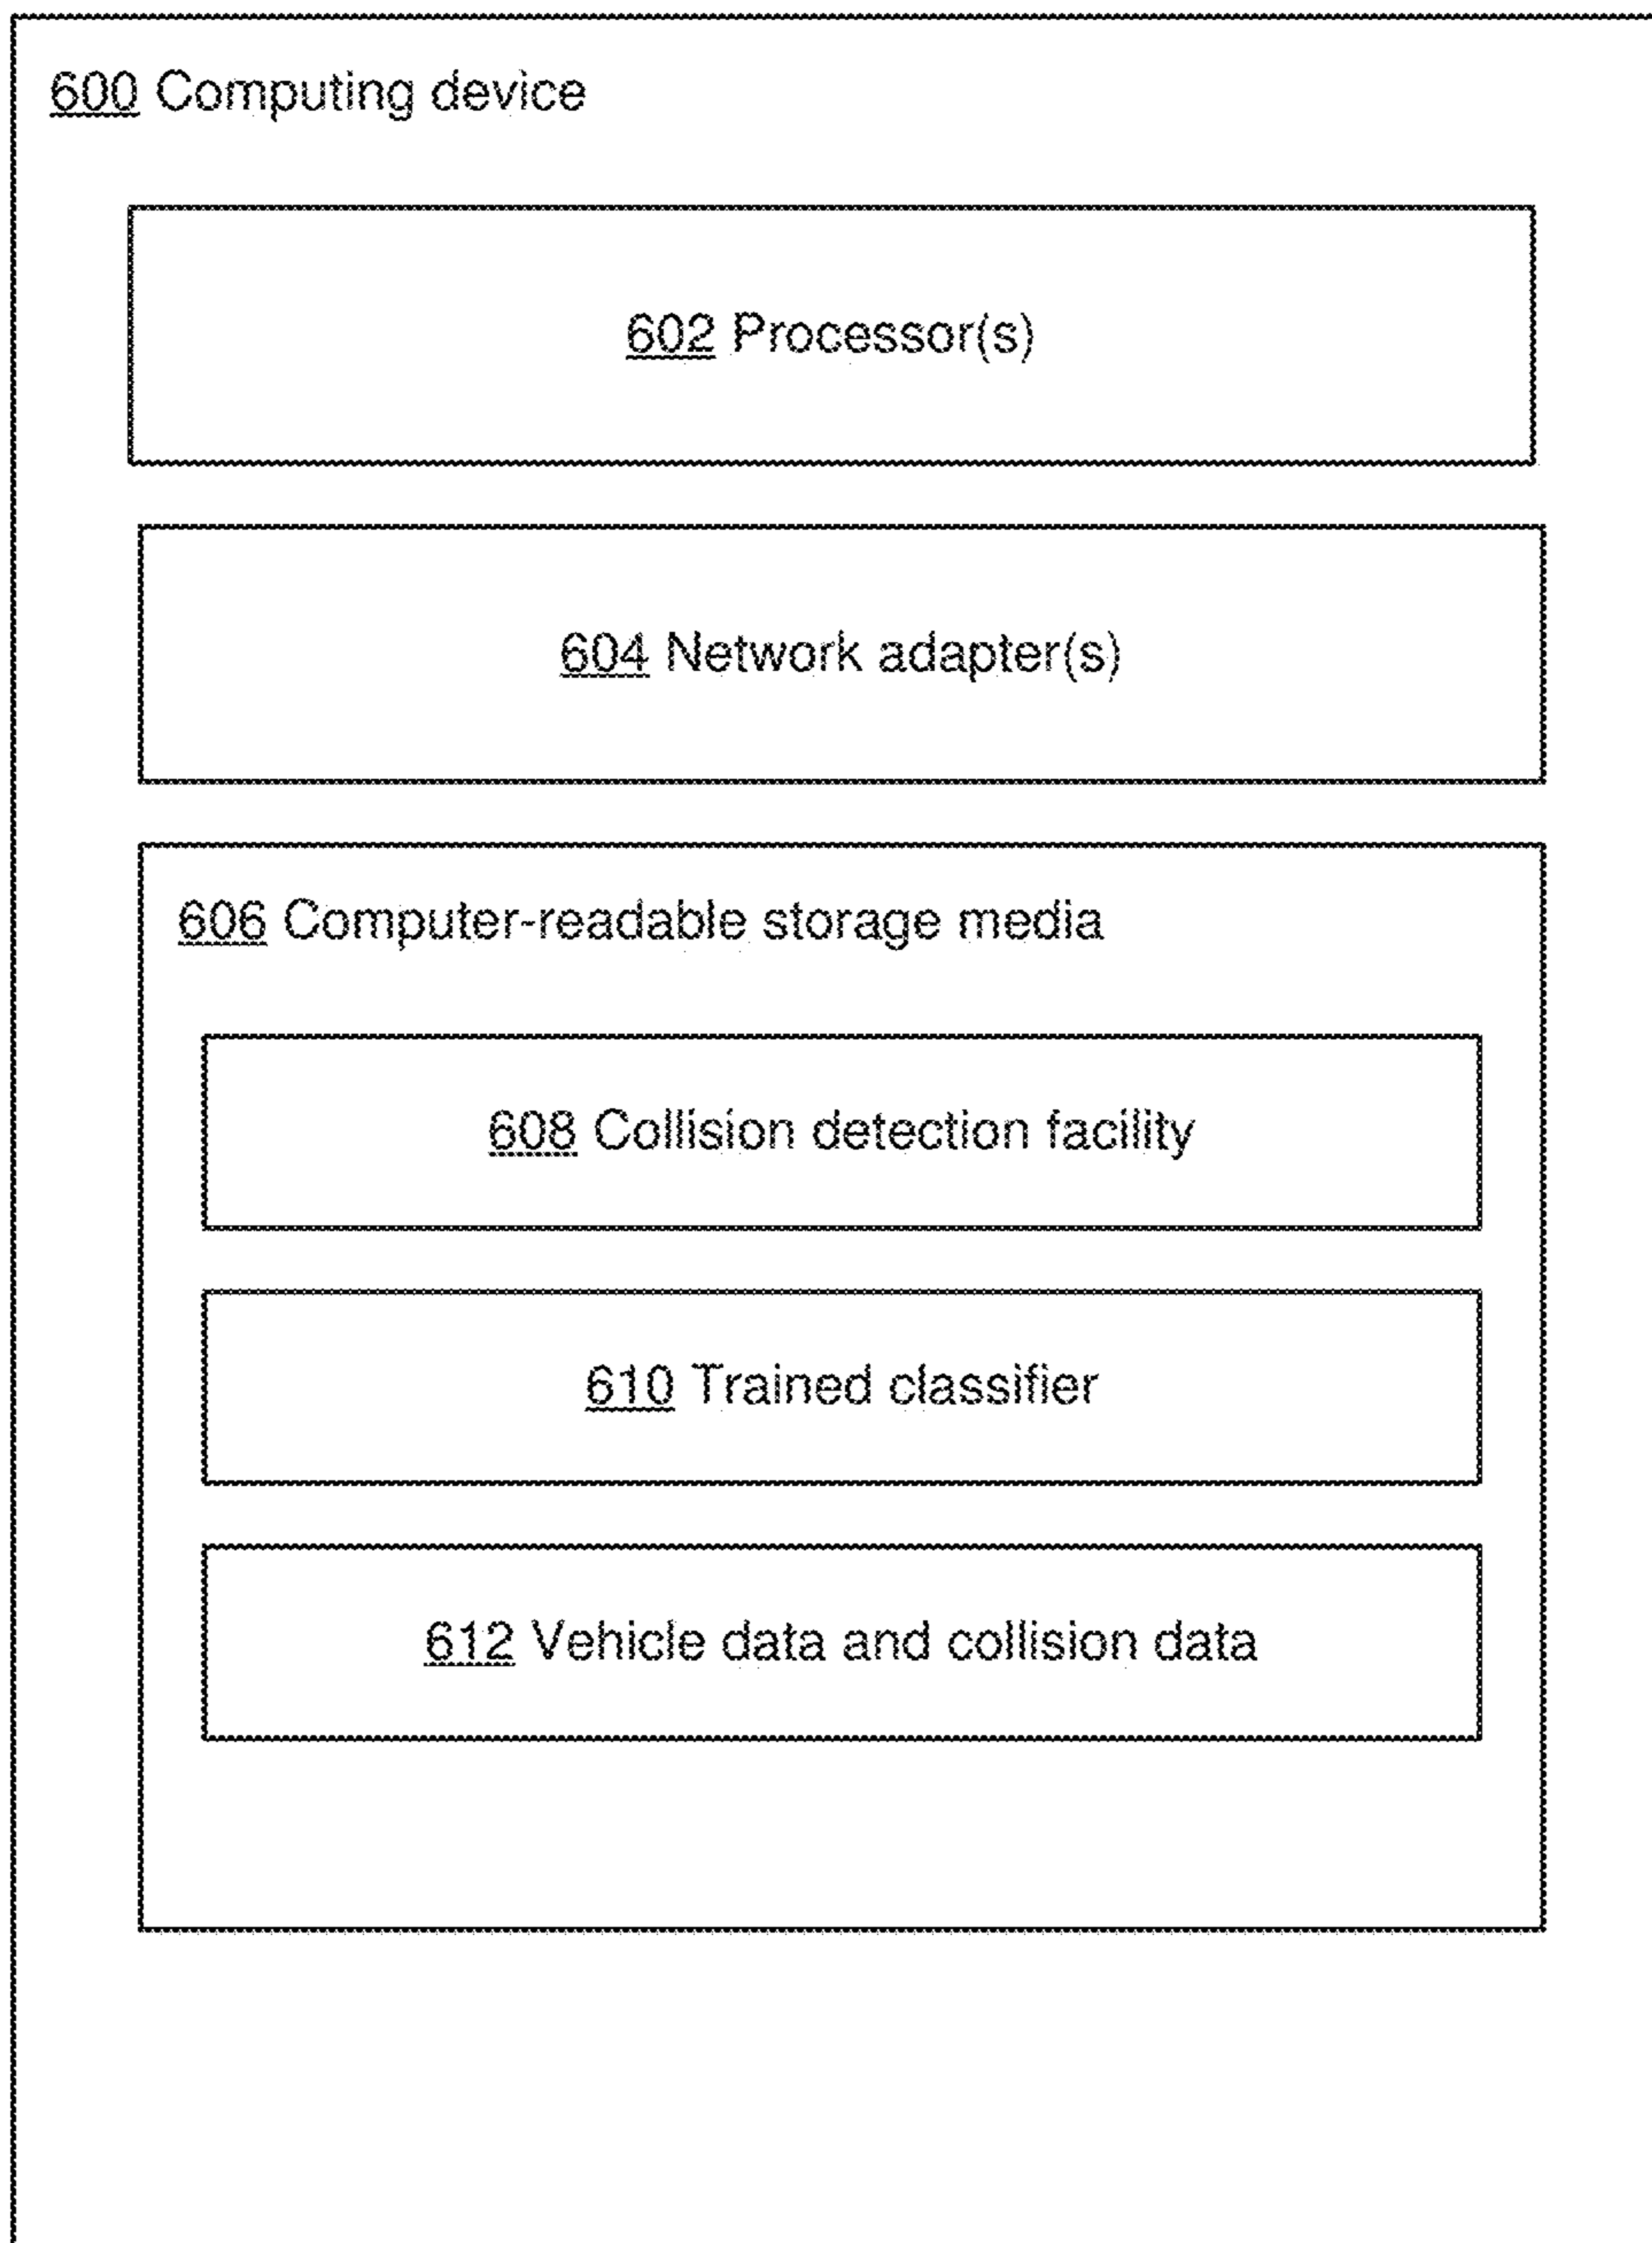 600 Computing device
602 Processor(s)
604 Network adapter(s)
606 Computer-readable storage media
608 Collision detection facility
610 Trained classifier
612 Vehicle data and collision data